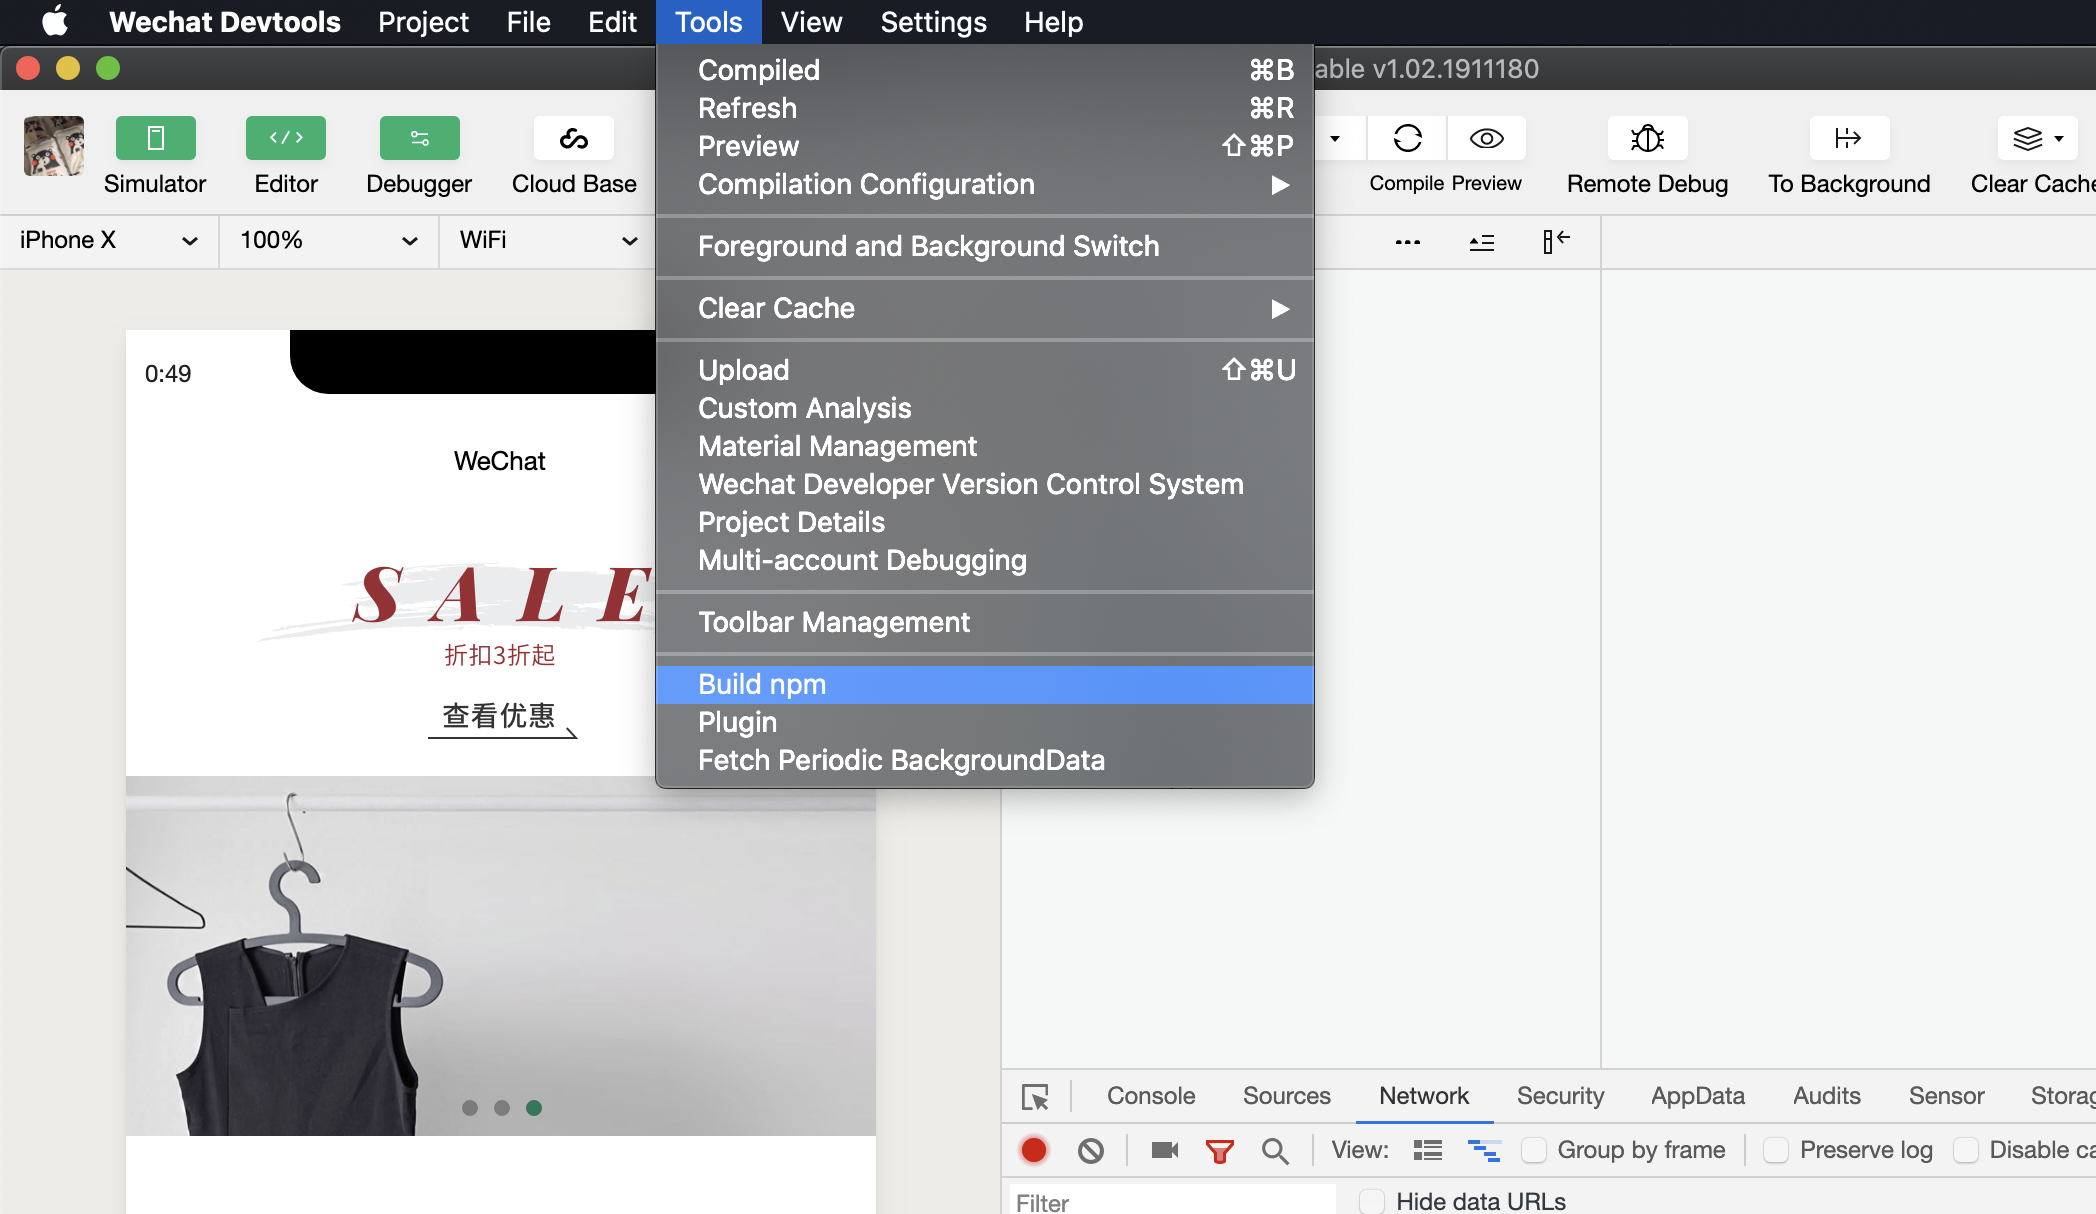 Wechat Devtools Project File Edit Tools View Settings Help
able v1.02.1911180
Compiled ⌘B
Refresh ⌘R
Preview ⇧⌘P
Compilation Configuration
Foreground and Background Switch
Clear Cache
Upload ⇧⌘U
Custom Analysis
Material Management
Wechat Developer Version Control System
Project Details
Multi-account Debugging
Toolbar Management
Build npm
Plugin
Fetch Periodic BackgroundData
Simulator Editor Debugger Cloud Base Compile Preview Remote Debug To Background Clear Cache
iPhone X 100% WiFi
0:49
WeChat
SALE
折扣3折起
查看优惠
Console Sources Network Security AppData Audits Sensor Storag
View: Group by frame Preserve log Disable ca
Filter Hide data URLs